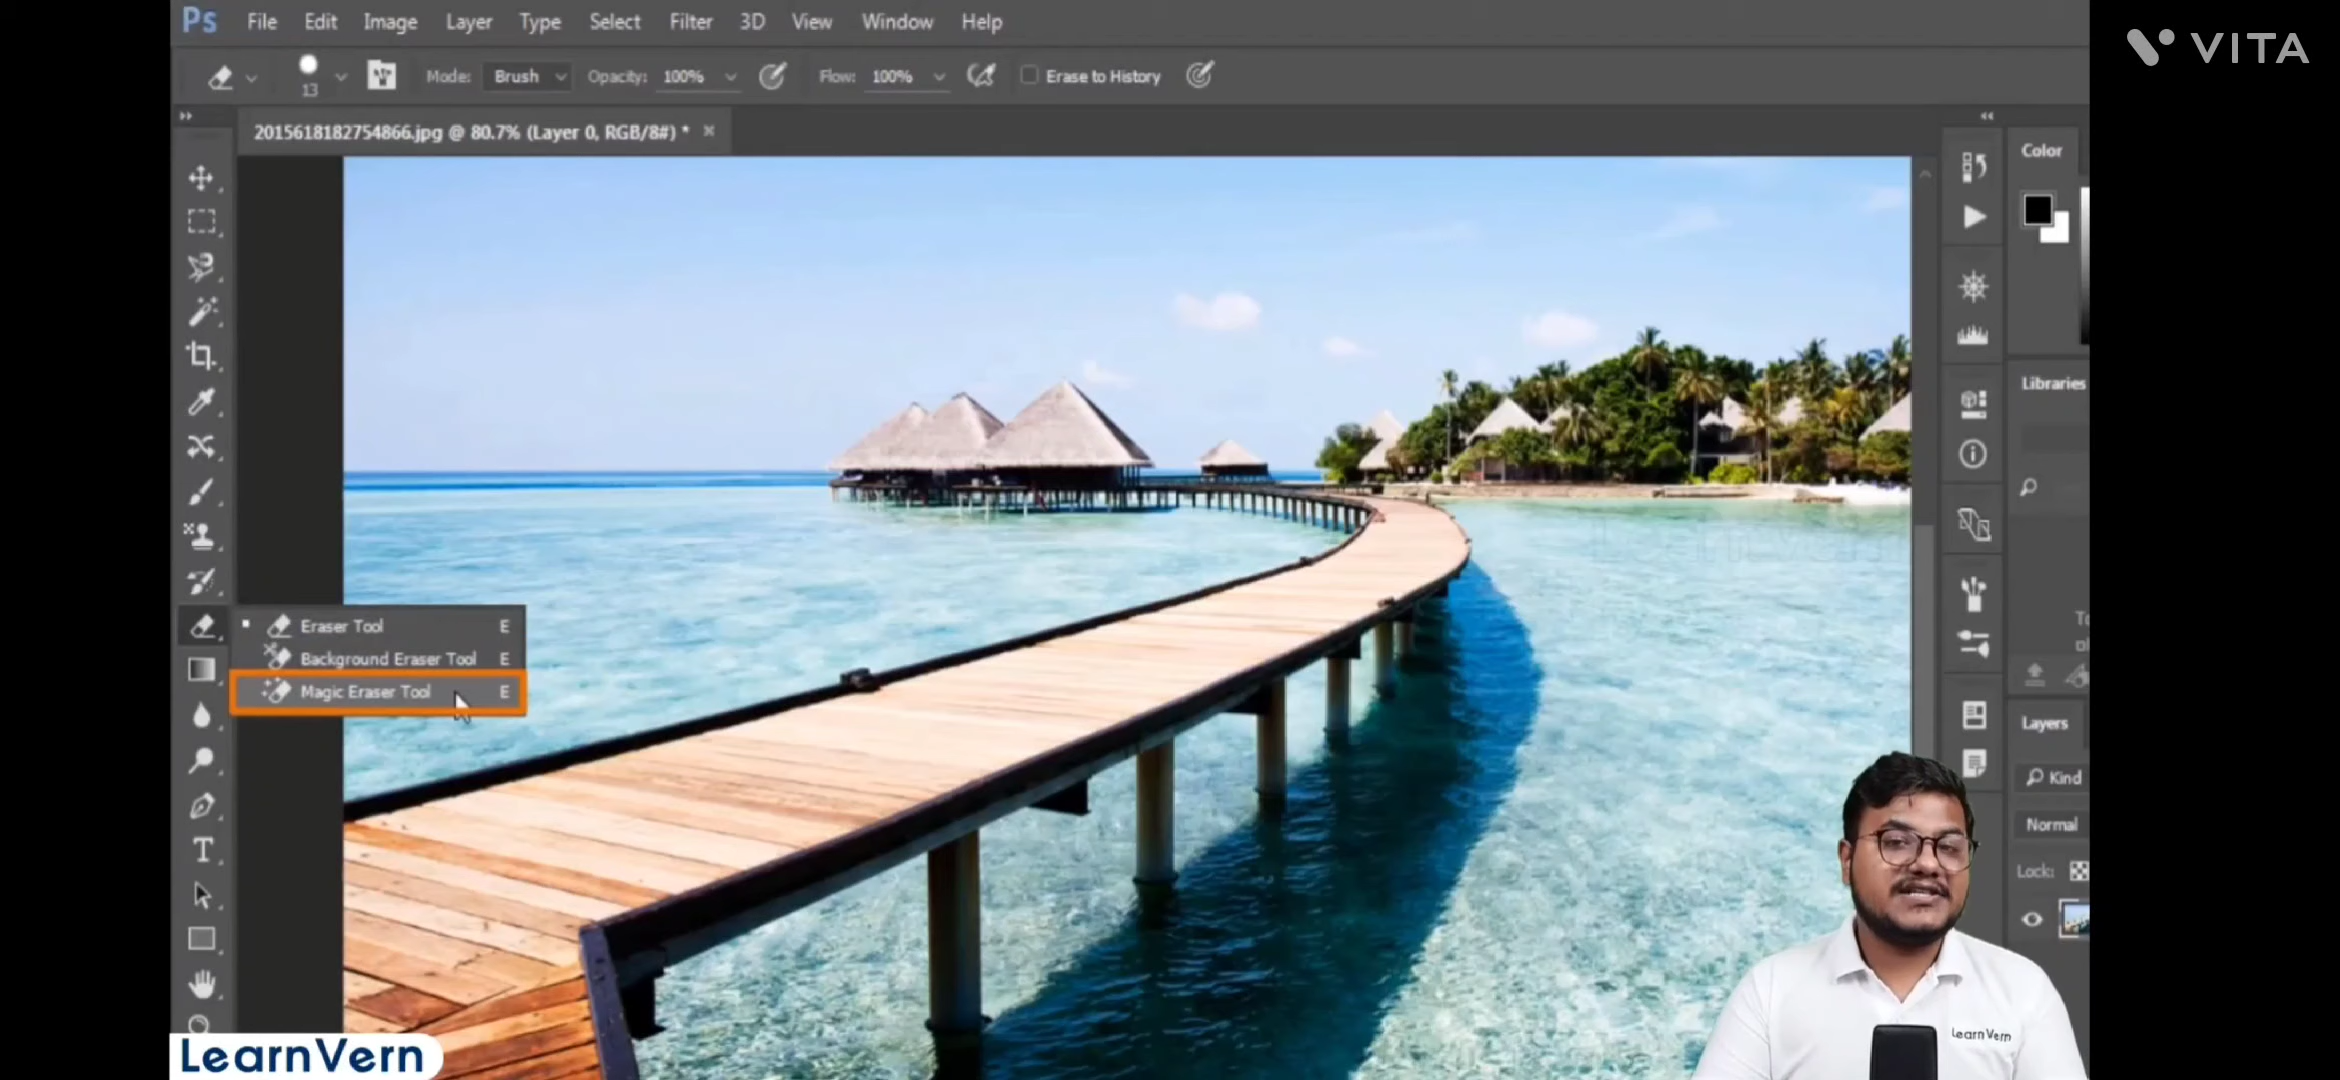 Ps File Edit Image Layer Type Select Filter 3D View Window Help
VITA
13 Mode: Brush Opacity: 100% Flow: 100% Erase to History
2015618182754866.jpg @ 80.7% (Layer 0, RGB/8#) * ×
Color
Libraries
Eraser Tool E
Background Eraser Tool E
Magic Eraser Tool E
Layers
Kind
Normal
Lock:
LearnVern
LearnVern